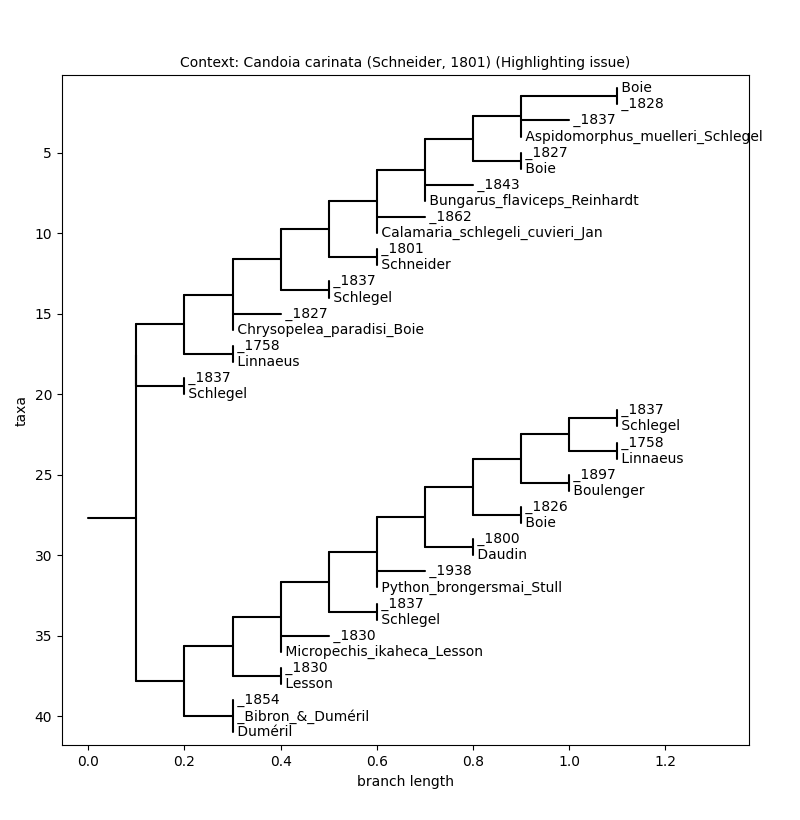 Context: Candoia carinata (Schneider, 1801) (Highlighting issue)
Boie
_1828
_1837
Aspidomorphus_muelleri_Schlegel
_1827
Boie
_1843
Bungarus_flaviceps_Reinhardt
_1862
Calamaria_schlegeli_cuvieri_Jan
_1801
Schneider
_1837
Schlegel
_1827
Chrysopelea_paradisi_Boie
_1758
Linnaeus
_1837
Schlegel
_1837
Schlegel
_1758
Linnaeus
_1897
Boulenger
_1826
Boie
_1800
Daudin
_1938
Python_brongersmai_Stull
_1837
Schlegel
_1830
Micropechis_ikaheca_Lesson
_1830
Lesson
_1854
_Bibron_&_Duméril
Duméril
5
10
15
20
25
30
35
40
taxa
0.0 0.2 0.4 0.6 0.8 1.0 1.2
branch length